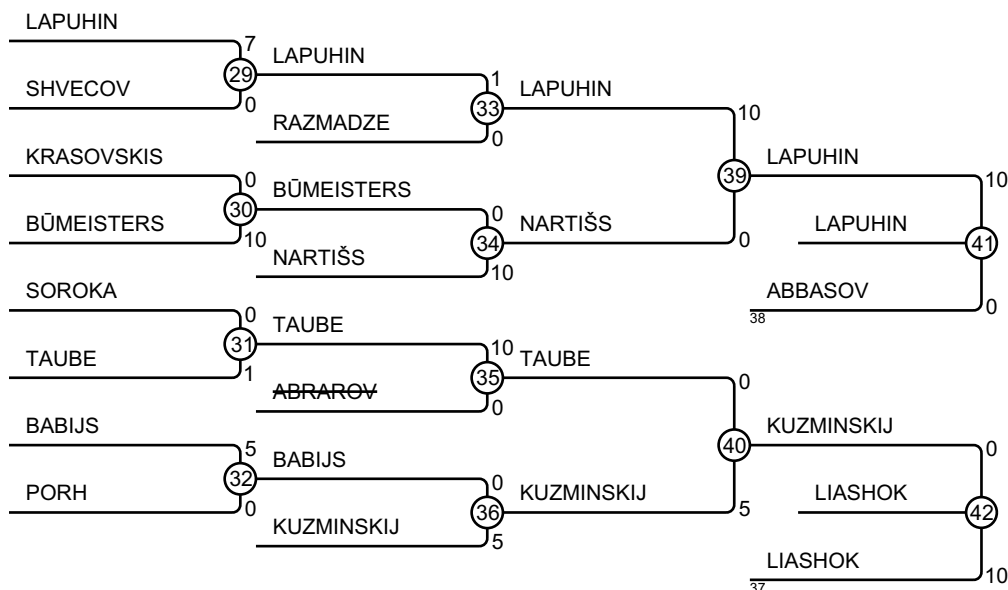 LAPUHIN
7
LAPUHIN
29
1
LAPUHIN
SHVECOV
0
33
10
RAZMADZE
0
KRASOVSKIS
0
39
LAPUHIN
10
BŪMEISTERS
30
0
NARTIŠS
0
LAPUHIN
41
BŪMEISTERS
10
34
NARTIŠS
10
SOROKA
0
ABBASOV
0
38
TAUBE
31
10
TAUBE
TAUBE
1
35
0
ABRAROV
0
BABIJS
5
40
KUZMINSKIJ
0
BABIJS
32
0
KUZMINSKIJ
5
LIASHOK
42
PORH
0
36
KUZMINSKIJ
5
LIASHOK
10
37